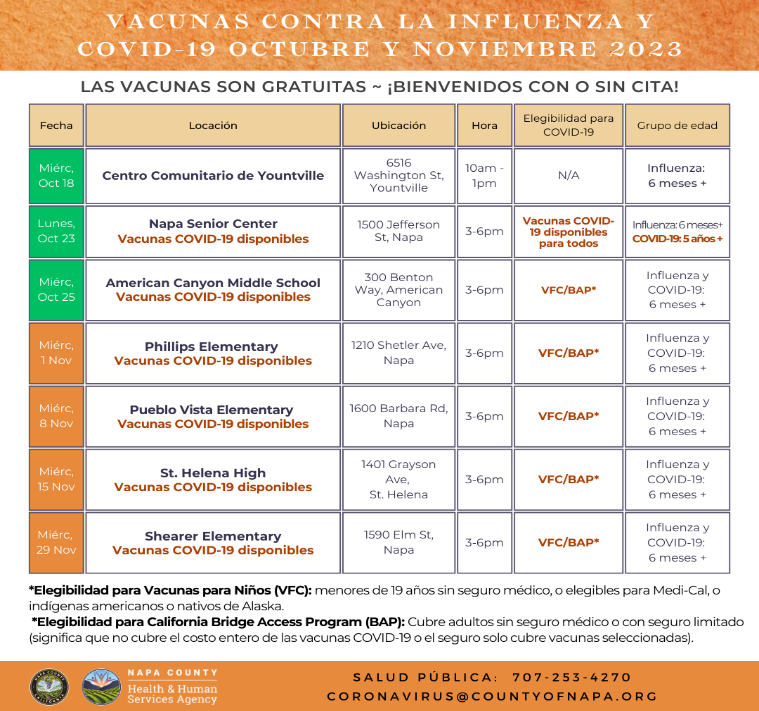 VACUNAS CONTRA LA INFLUENZA Y
COVID-19 OCTUBRE Y NOVIEMBRE 2023
LAS VACUNAS SON GRATUITAS ~ ¡BIENVENIDOS CON O SIN CITA!
Fecha
Locación
Ubicación
Hora
Elegibilidad para
COVID-19
Grupo de edad
Miérc,
Oct 18
Centro Comunitario de Yountville
6516
Washington St,
Yountville
10am -
1pm
N/A
Influenza:
6 meses +
Lunes,
Oct 23
Napa Senior Center
Vacunas COVID-19 disponibles
1500 Jefferson
St, Napa
3-6pm
Vacunas COVID-
19 disponibles
para todos
Influenza: 6 meses+
COVID-19: 5 años +
Miérc,
Oct 25
American Canyon Middle School
Vacunas COVID-19 disponibles
300 Benton
Way, American
Canyon
3-6pm
VFC/BAP*
Influenza y
COVID-19:
6 meses +
Miérc,
1 Nov
Phillips Elementary
Vacunas COVID-19 disponibles
1210 Shetler Ave,
Napa
3-6pm
VFC/BAP*
Influenza y
COVID-19:
6 meses +
Miérc,
8 Nov
Pueblo Vista Elementary
Vacunas COVID-19 disponibles
1600 Barbara Rd,
Napa
3-6pm
VFC/BAP*
Influenza y
COVID-19:
6 meses +
Miérc,
15 Nov
St. Helena High
Vacunas COVID-19 disponibles
1401 Grayson
Ave,
St. Helena
3-6pm
VFC/BAP*
Influenza y
COVID-19:
6 meses +
Miérc,
29 Nov
Shearer Elementary
Vacunas COVID-19 disponibles
1590 Elm St,
Napa
3-6pm
VFC/BAP*
Influenza y
COVID-19:
6 meses +
*Elegibilidad para Vacunas para Niños (VFC): menores de 19 años sin seguro médico, o elegibles para Medi-Cal, o
indígenas americanos o nativos de Alaska.
*Elegibilidad para California Bridge Access Program (BAP): Cubre adultos sin seguro médico o con seguro limitado
(significa que no cubre el costo entero de las vacunas COVID-19 o el seguro solo cubre vacunas seleccionadas).
NAPA COUNTY
Health & Human
Services Agency
SALUD PÚBLICA: 707-253-4270
CORONAVIRUS@COUNTYOFNAPA.ORG